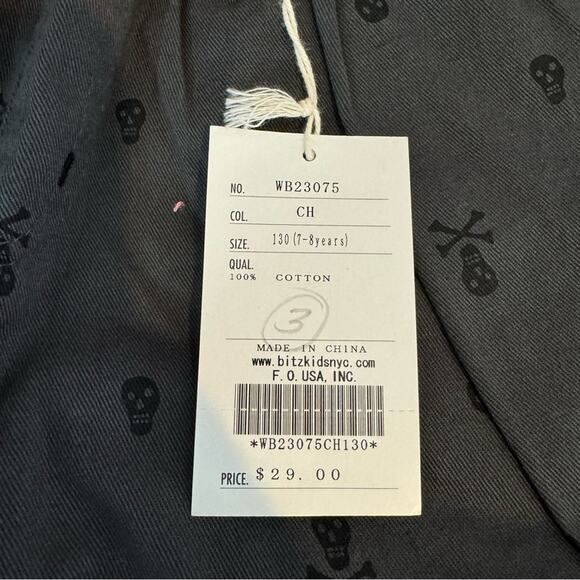 NO. WB23075
COL. CH
SIZE. 130 (7-8years)
QUAL.
100% COTTON
3
MADE IN CHINA
www.bitzkidsnyc.com
F.O.USA, INC.
*WB23075CH130*
PRICE. $29.00